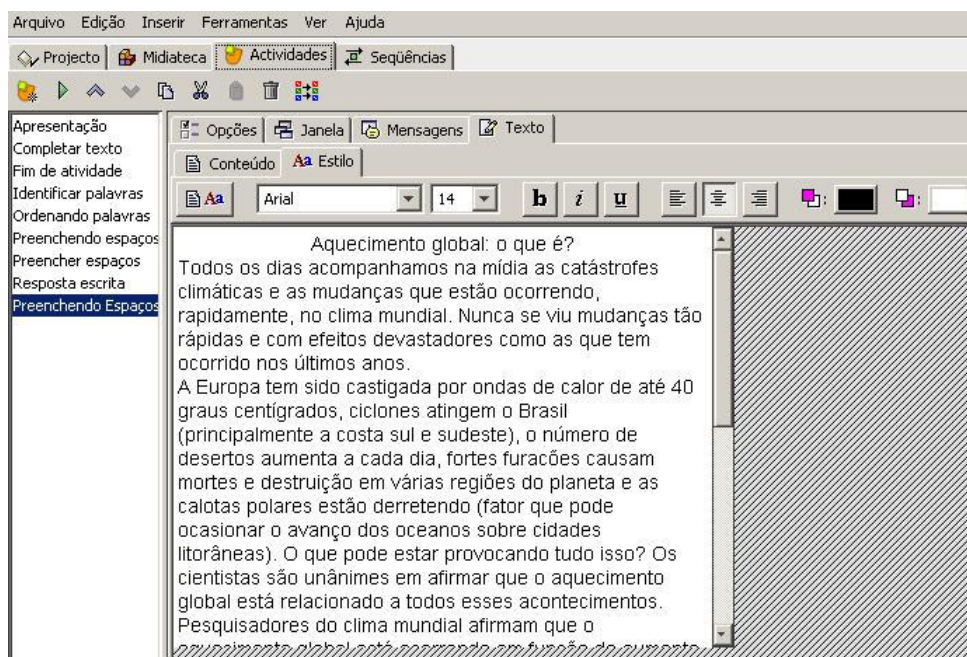 Arquivo Edição Inserir Ferramentas Ver Ajuda
Projecto Midiateca Actividades Seqüências
Apresentação
Completar texto
Fim de atividade
Identificar palavras
Ordenando palavras
Preenchendo espaços
Preencher espaços
Resposta escrita
Preenchendo Espaços
Opções Janela Mensagens Texto
Conteúdo Aa Estilo
Aa Arial 14 b i u
Aquecimento global: o que é?
Todos os dias acompanhamos na mídia as catástrofes
climáticas e as mudanças que estão ocorrendo,
rapidamente, no clima mundial. Nunca se viu mudanças tão
rápidas e com efeitos devastadores como as que tem
ocorrido nos últimos anos.
A Europa tem sido castigada por ondas de calor de até 40
graus centígrados, ciclones atingem o Brasil
(principalmente a costa sul e sudeste), o número de
desertos aumenta a cada dia, fortes furacões causam
mortes e destruição em várias regiões do planeta e as
calotas polares estão derretendo (fator que pode
ocasionar o avanço dos oceanos sobre cidades
litorâneas). O que pode estar provocando tudo isso? Os
cientistas são unânimes em afirmar que o aquecimento
global está relacionado a todos esses acontecimentos.
Pesquisadores do clima mundial afirmam que o